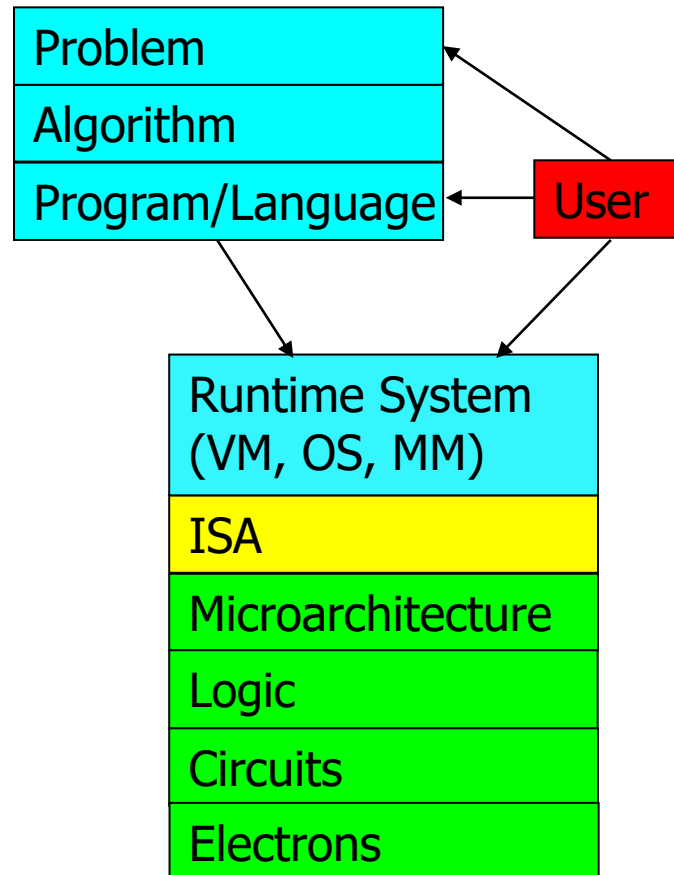 Problem
Algorithm
Program/Language
User
Runtime System
(VM, OS, MM)
ISA
Microarchitecture
Logic
Circuits
Electrons